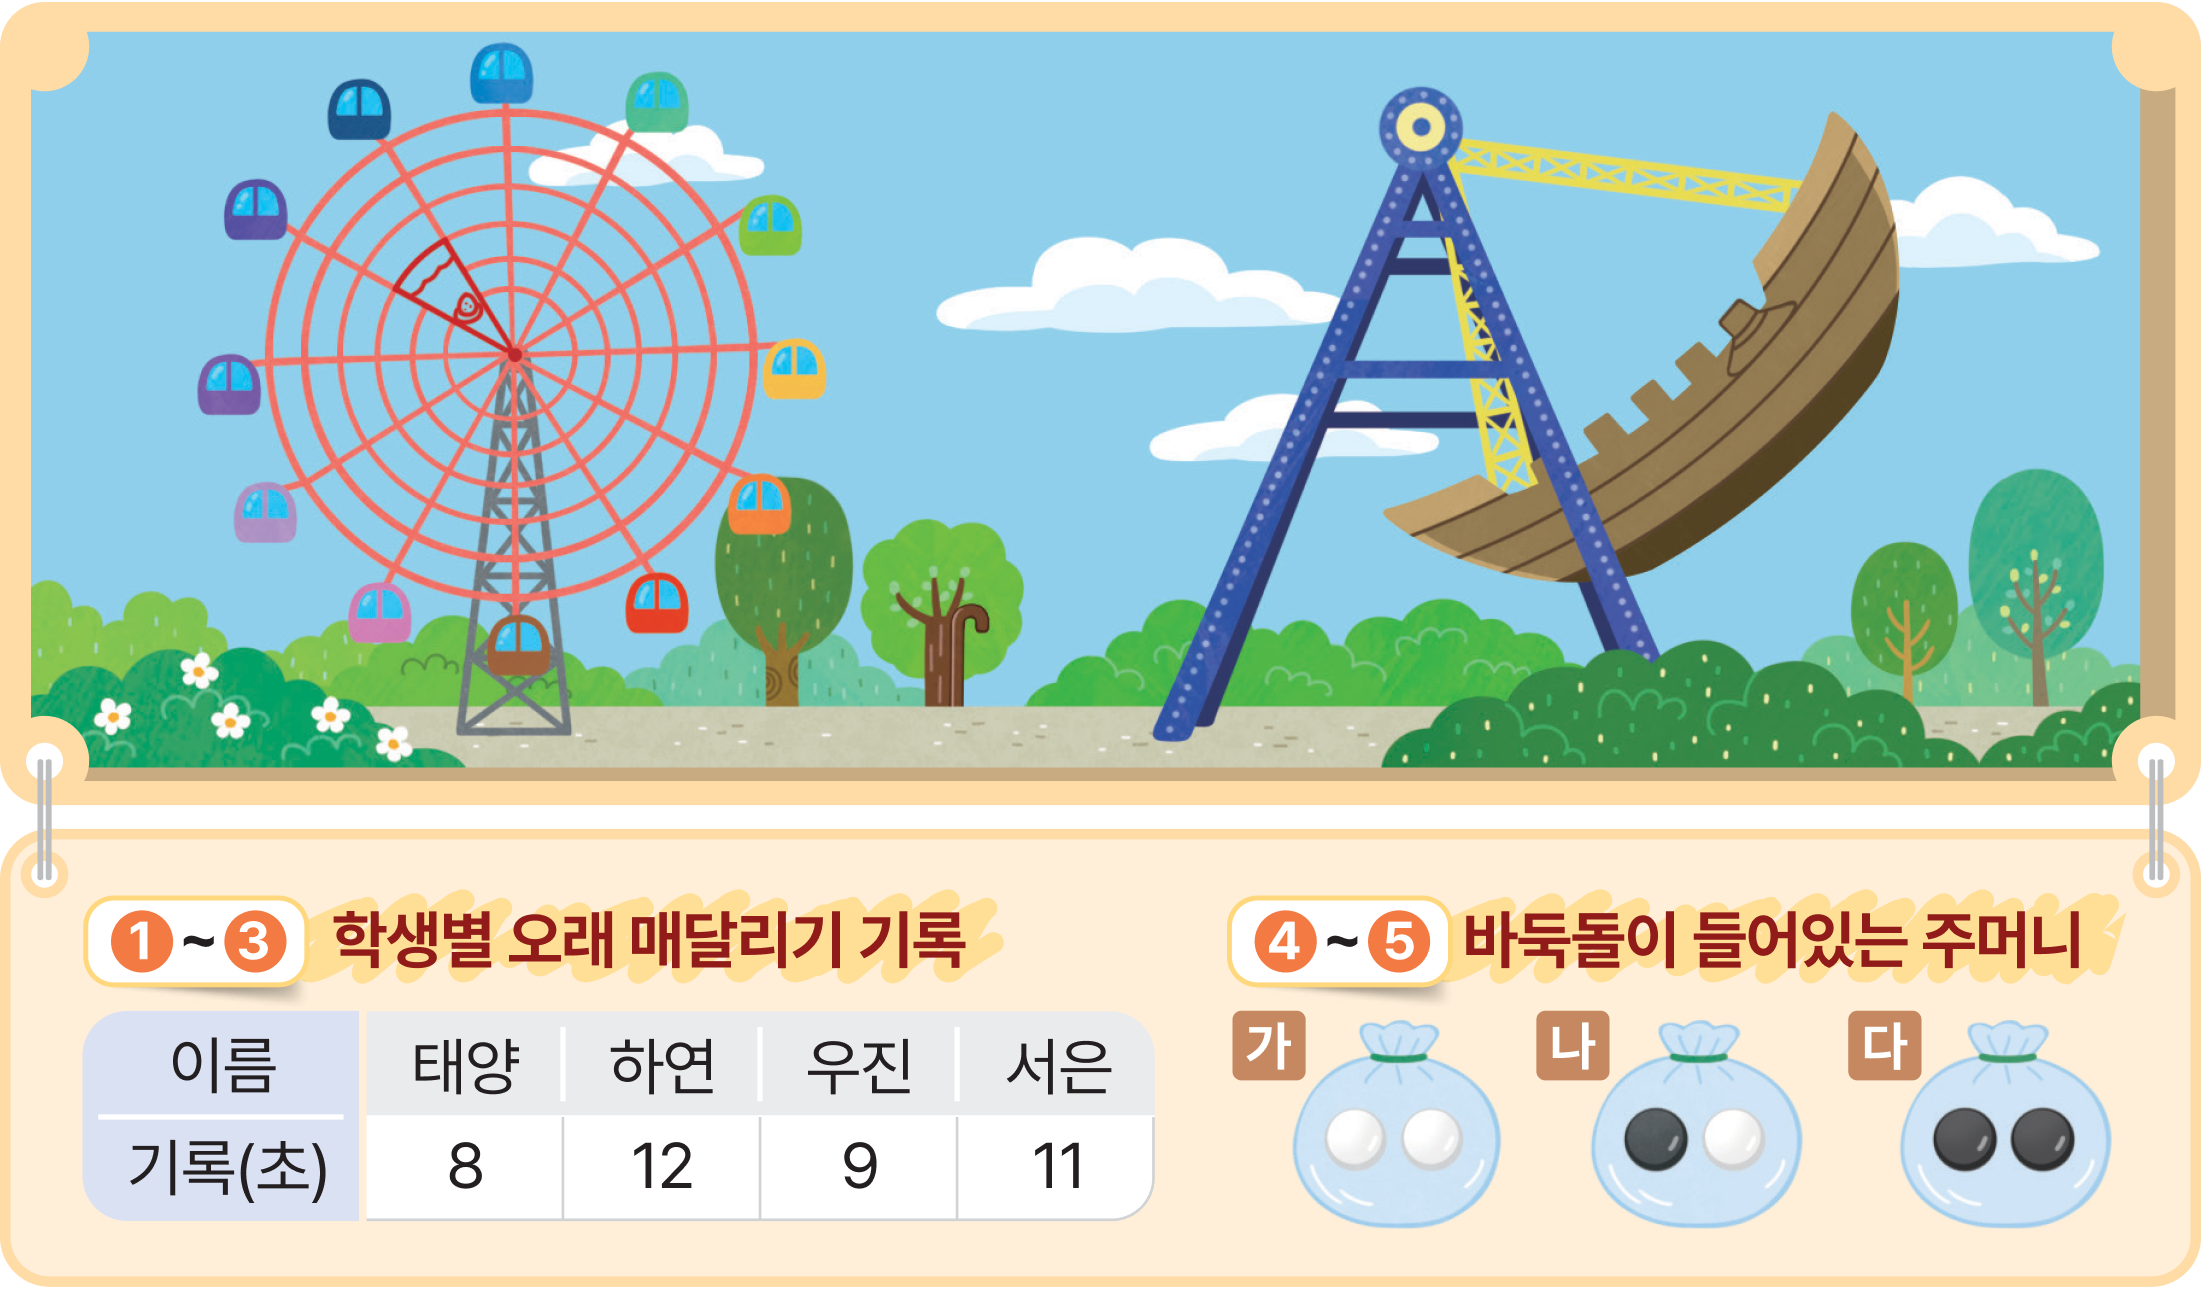 1 ~ 3 학생별 오래 매달리기 기록
이름 태양 하연 우진 서은
기록(초) 8 12 9 11
4 ~ 5 바둑돌이 들어있는 주머니
가 나 다